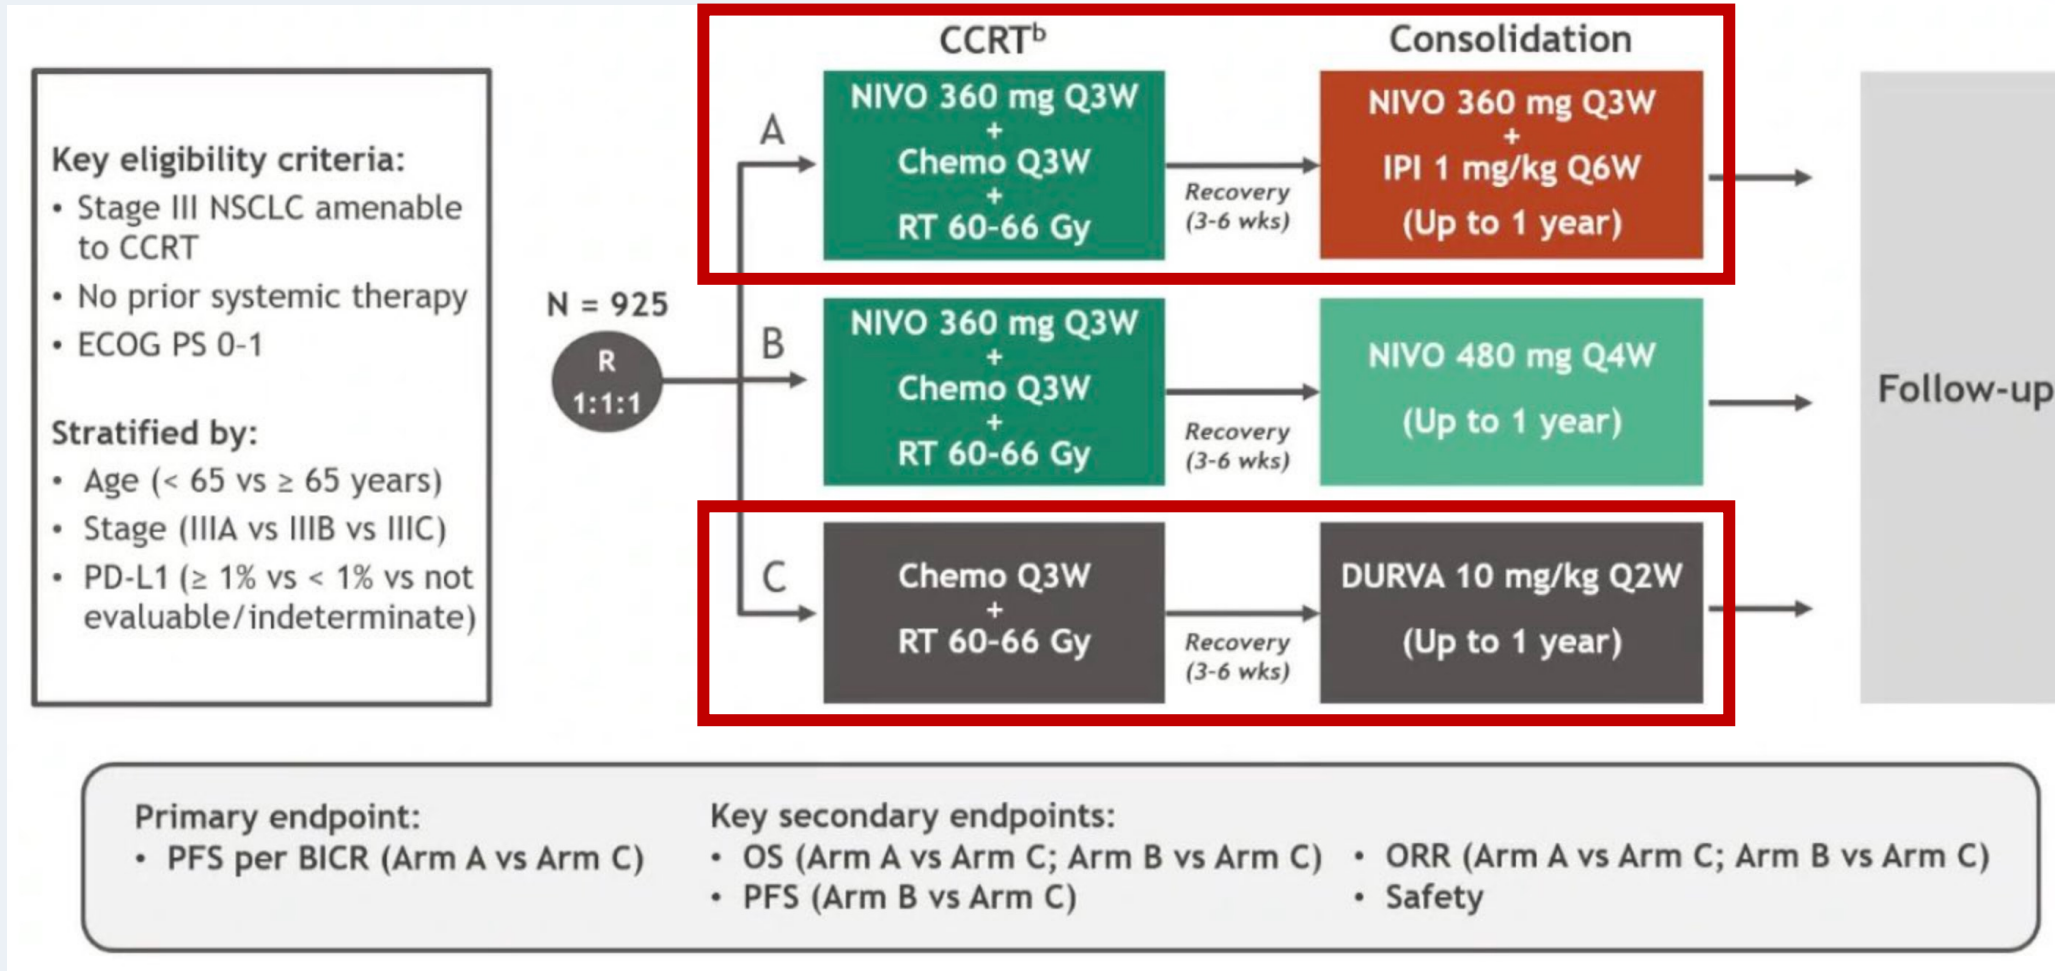 Key eligibility criteria:
• Stage III NSCLC amenable
to CCRT
• No prior systemic therapy
• ECOG PS 0-1
Stratified by:
• Age (< 65 vs ≥ 65 years)
• Stage (IIIA vs IIIB vs IIIC)
• PD-L1 (≥ 1% vs < 1% vs not
evaluable/indeterminate)
N = 925
R
1:1:1
CCRTᵇ
Consolidation
A
NIVO 360 mg Q3W
+
Chemo Q3W
+
RT 60-66 Gy
Recovery
(3-6 wks)
NIVO 360 mg Q3W
+
IPI 1 mg/kg Q6W
(Up to 1 year)
B
NIVO 360 mg Q3W
+
Chemo Q3W
+
RT 60-66 Gy
Recovery
(3-6 wks)
NIVO 480 mg Q4W
(Up to 1 year)
C
Chemo Q3W
+
RT 60-66 Gy
Recovery
(3-6 wks)
DURVA 10 mg/kg Q2W
(Up to 1 year)
Follow-up
Primary endpoint:
• PFS per BICR (Arm A vs Arm C)
Key secondary endpoints:
• OS (Arm A vs Arm C; Arm B vs Arm C)
• PFS (Arm B vs Arm C)
• ORR (Arm A vs Arm C; Arm B vs Arm C)
• Safety